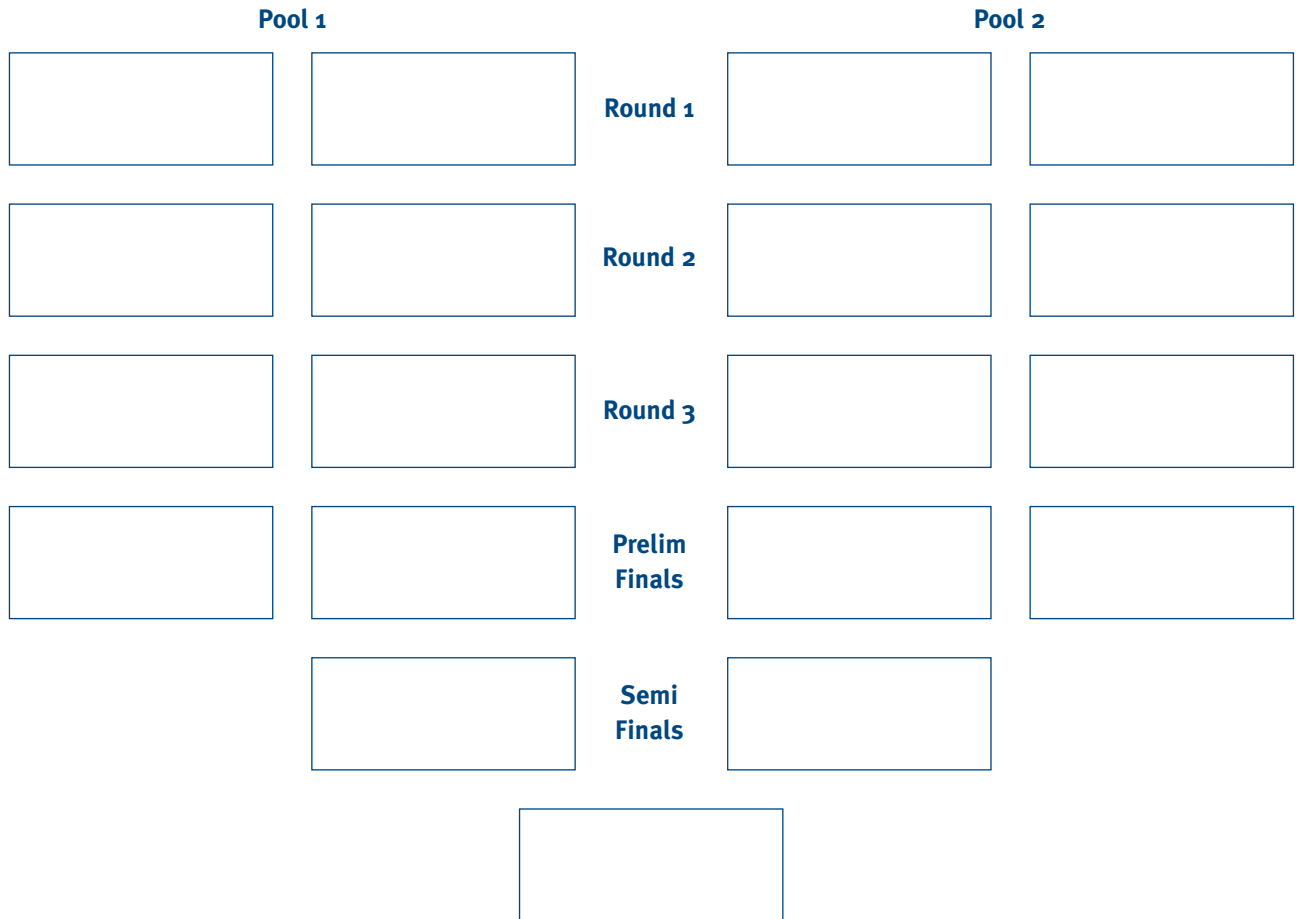 Pool 1
Pool 2
Round 1
Round 2
Round 3
Prelim
Finals
Semi
Finals